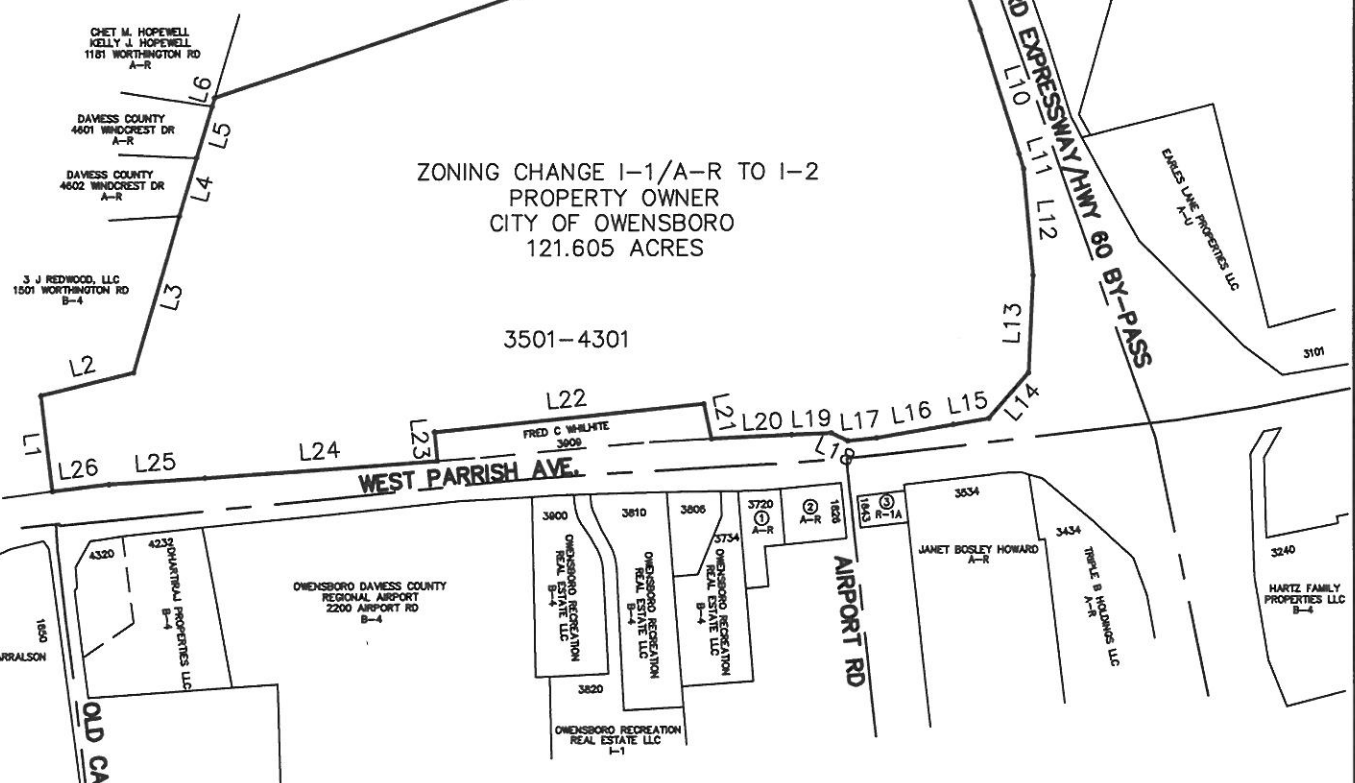 CHET M. HOPEWELL
KELLY J. HOPEWELL
1181 WORTHINGTON RD
A-R
DAVIESS COUNTY
4601 WINDCREST DR
A-R
DAVIESS COUNTY
4602 WINDCREST DR
A-R
3 J REDWOOD, LLC
1501 WORTHINGTON RD
B-4
L6
L5
L4
L3
L2
L1
ZONING CHANGE I-1/A-R TO I-2
PROPERTY OWNER
CITY OF OWENSBORO
121.605 ACRES
3501-4301
RD EXPRESSWAY/HWY 60 BY-PASS
L10
L11
L12
L13
L14
L15
L16
L17
L18
L19
L20
L21
L22
L23
L24
L25
L26
EARLES LANE PROPERTIES LLC
A-U
3101
FRED C WHILHITE
3909
WEST PARRISH AVE.
4320
4232
OHARTIRAJ PROPERTIES LLC
B-4
1650
ARRALSON
OLD CA
OWENSBORO DAVIESS COUNTY
REGIONAL AIRPORT
2200 AIRPORT RD
B-4
3900
OWENSBORO RECREATION
REAL ESTATE LLC
B-4
3810
OWENSBORO RECREATION
REAL ESTATE LLC
B-4
3806
3734
OWENSBORO RECREATION
REAL ESTATE LLC
B-4
3820
OWENSBORO RECREATION
REAL ESTATE LLC
I-1
3720
1
A-R
2
A-R
1826
1843
3
R-1A
AIRPORT RD
3534
JANET BOSLEY HOWARD
A-R
3434
TRIPLE B HOLDINGS LLC
A-R
3240
HARTZ FAMILY
PROPERTIES LLC
B-4